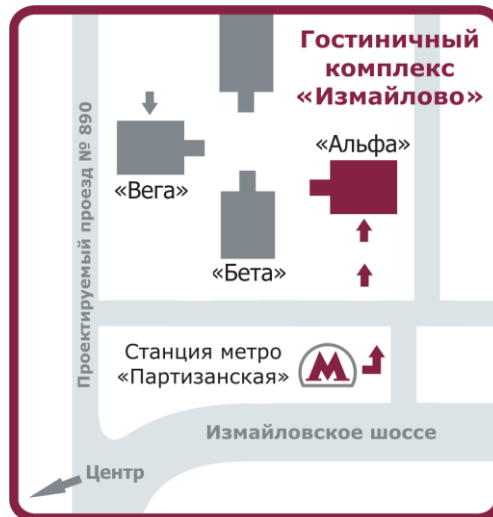 Гостиничный
комплекс
«Измайлово»
Проектируемый проезд № 890
«Альфа»
«Вега»
«Бета»
Станция метро
«Партизанская»
М
Измайловское шоссе
Центр